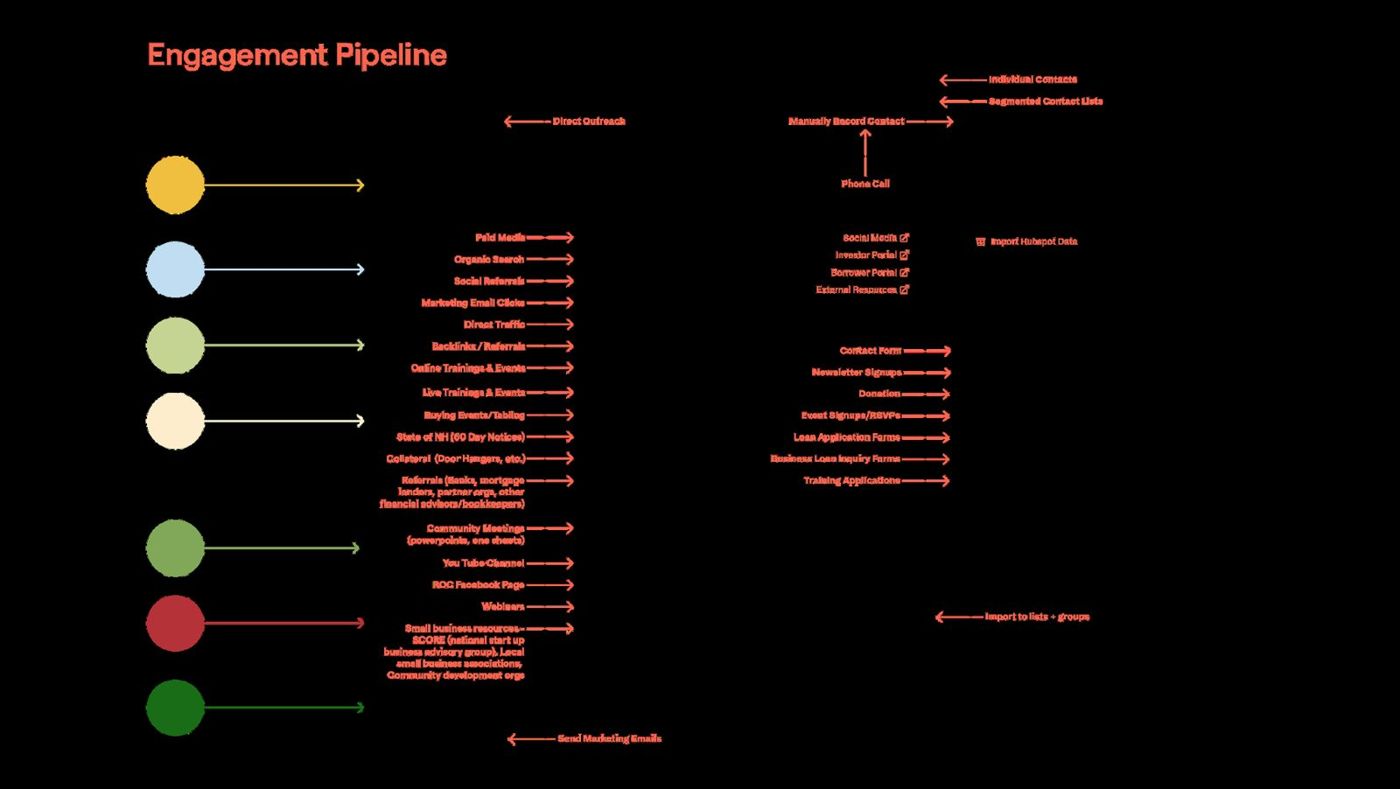 Engagement Pipeline
Individual Contacts
Segmented Contact Lists
Direct Outreach
Manually Record Contact
Phone Call
Paid Media
Organic Search
Social Referrals
Marketing Email Clicks
Direct Traffic
Backlinks / Referrals
Online Trainings & Events
Live Trainings & Events
Buying Events/Tabling
State of NH (60 Day Notices)
Collateral (Door Hangers, etc.)
Referrals (Banks, mortgage
lenders, partner orgs, other
financial advisors/bookkeepers)
Community Meetings
(powerpoints, one sheets)
You Tube Channel
ROC Facebook Page
Webinars
Small business resources -
SCORE (national start up
business advisory group), Local
small business associations,
Community development orgs
Send Marketing Emails
Social Media
Investor Portal
Borrower Portal
External Resources
Import Hubspot Data
Contact Form
Newsletter Signups
Donation
Event Signups/RSVPs
Loan Application Forms
Business Loan Inquiry Forms
Training Applications
Import to lists + groups